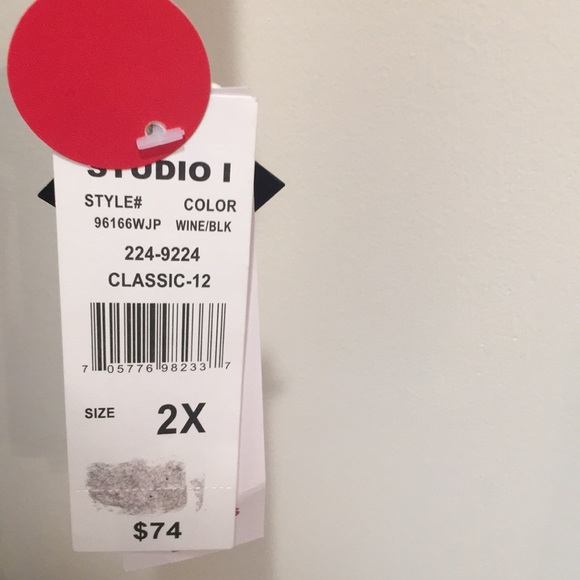 STUDIO I
STYLE# COLOR
96166WJP WINE/BLK
224-9224
CLASSIC-12
7 05776 98233 7
SIZE 2X
$74
s